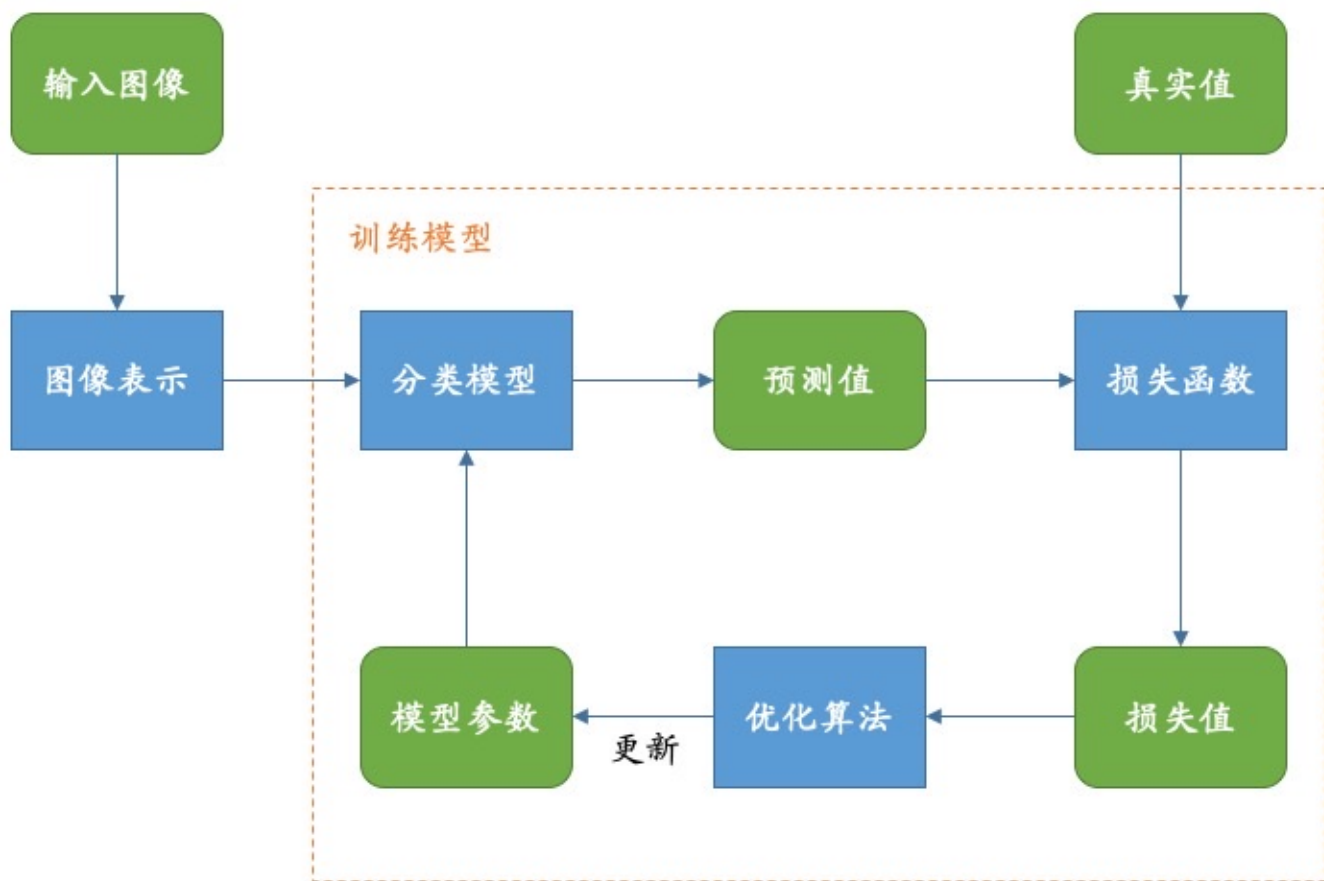 输入图像
真实值
训练模型
图像表示
分类模型
预测值
损失函数
模型参数
更新
优化算法
损失值